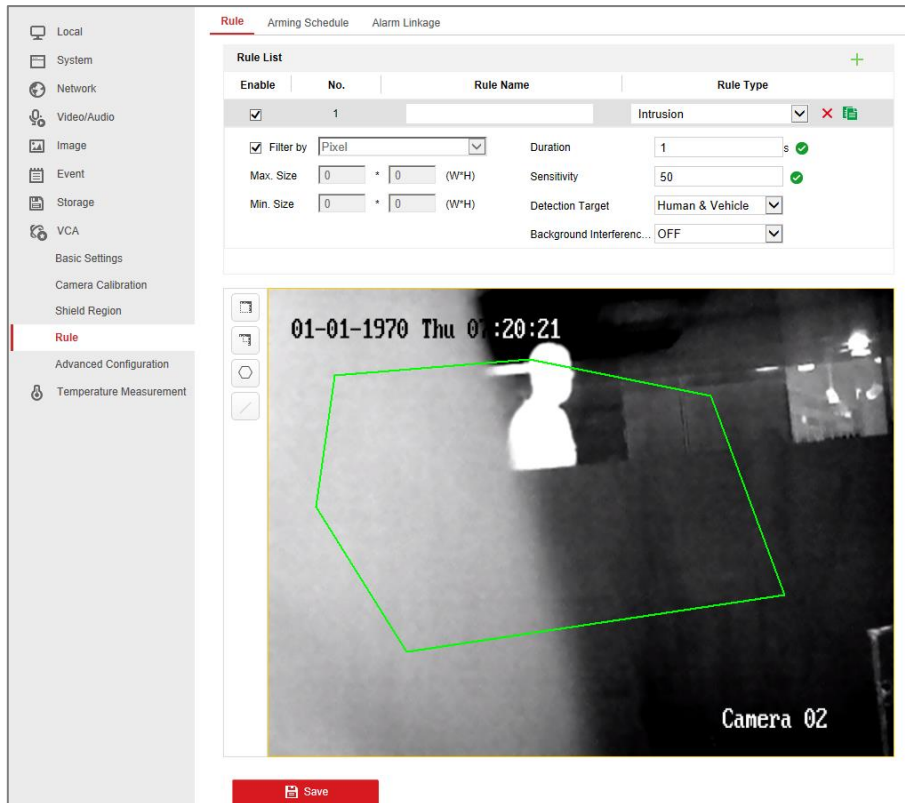 Rule Arming Schedule Alarm Linkage
Local
System
Network
Video/Audio
Image
Event
Storage
VCA
Basic Settings
Camera Calibration
Shield Region
Rule
Advanced Configuration
Temperature Measurement
Rule List
Enable No. Rule Name Rule Type
1 Intrusion
Filter by Pixel Duration 1 s
Max. Size 0 * 0 (W*H) Sensitivity 50
Min. Size 0 * 0 (W*H) Detection Target Human & Vehicle
Background Interferenc... OFF
01-01-1970 Thu 07:20:21
Camera 02
Save